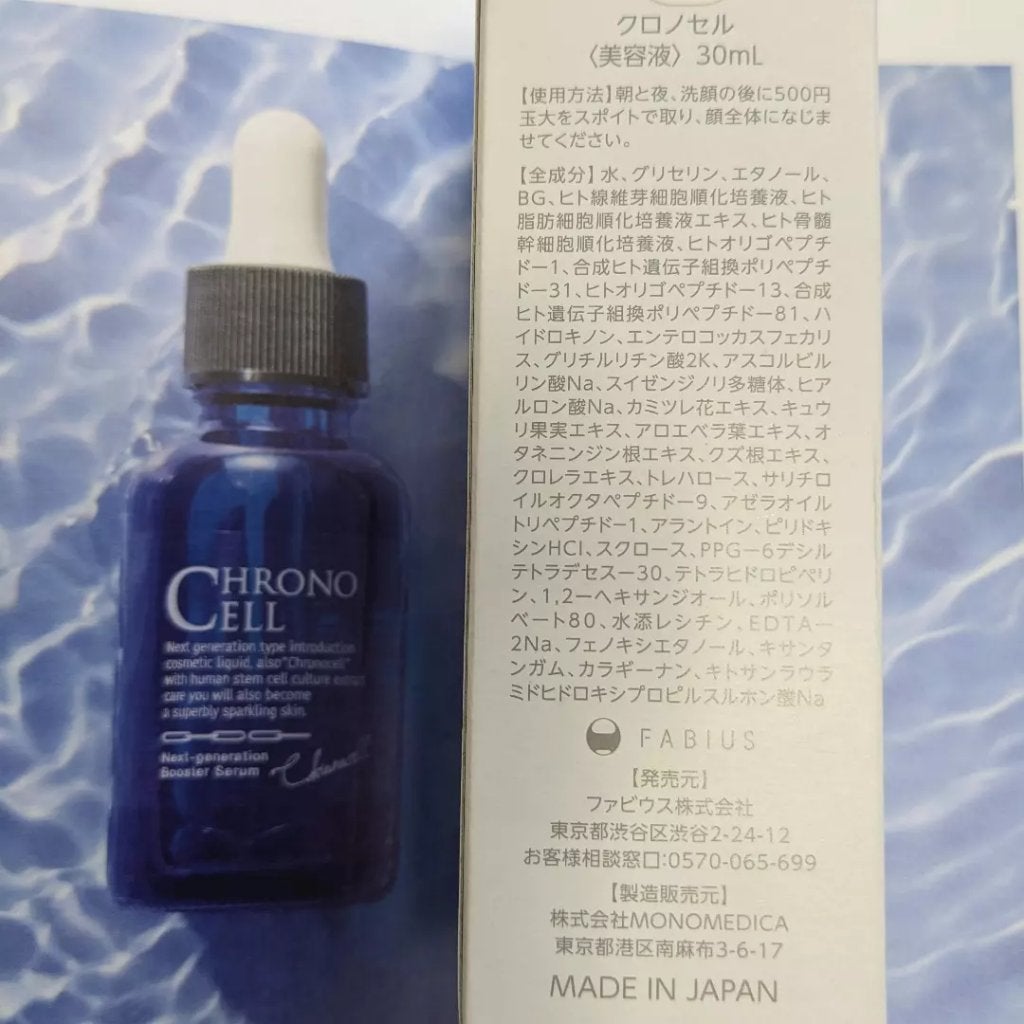 CHRONO
CELL
Next generation type introduction
cosmetic liquid, also "Chronocell"
with human stem cell culture extract
care you will also become
a superbly sparkling skin.
Next-generation
Booster Serum
クロノセル
〈美容液〉 30mL
【使用方法】朝と夜、洗顔の後に500円
玉大をスポイトで取り、顔全体になじま
せてください。
【全成分】水、グリセリン、エタノール、
BG、ヒト線維芽細胞順化培養液、ヒト
脂肪細胞順化培養液エキス、ヒト骨髄
幹細胞順化培養液、ヒトオリゴペプチ
ドー1、合成ヒト遺伝子組換ポリペプチ
ドー31、ヒトオリゴペプチドー13、合成
ヒト遺伝子組換ポリペプチドー81、ハ
イドロキノン、エンテロコッカスフェカリ
ス、グリチルリチン酸2K、アスコルビル
リン酸Na、スイゼンジノリ多糖体、ヒア
ルロン酸Na、カミツレ花エキス、キュウ
リ果実エキス、アロエベラ葉エキス、オ
タネニンジン根エキス、クズ根エキス、
クロレラエキス、トレハロース、サリチロ
イルオクタペプチドー9、アゼラオイル
トリペプチドー1、アラントイン、ピリドキ
シンHCl、スクロース、PPGー6デシル
テトラデセスー30、テトラヒドロピペリ
ン、1,2ーヘキサンジオール、ポリソル
ベート80、水添レシチン、EDTAー
2Na、フェノキシエタノール、キサンタ
ンガム、カラギーナン、キトサンラウラ
ミドヒドロキシプロピルスルホン酸Na
FABIUS
【発売元】
ファビウス株式会社
東京都渋谷区渋谷2-24-12
お客様相談窓口:0570-065-699
【製造販売元】
株式会社MONOMEDICA
東京都港区南麻布3-6-17
MADE IN JAPAN